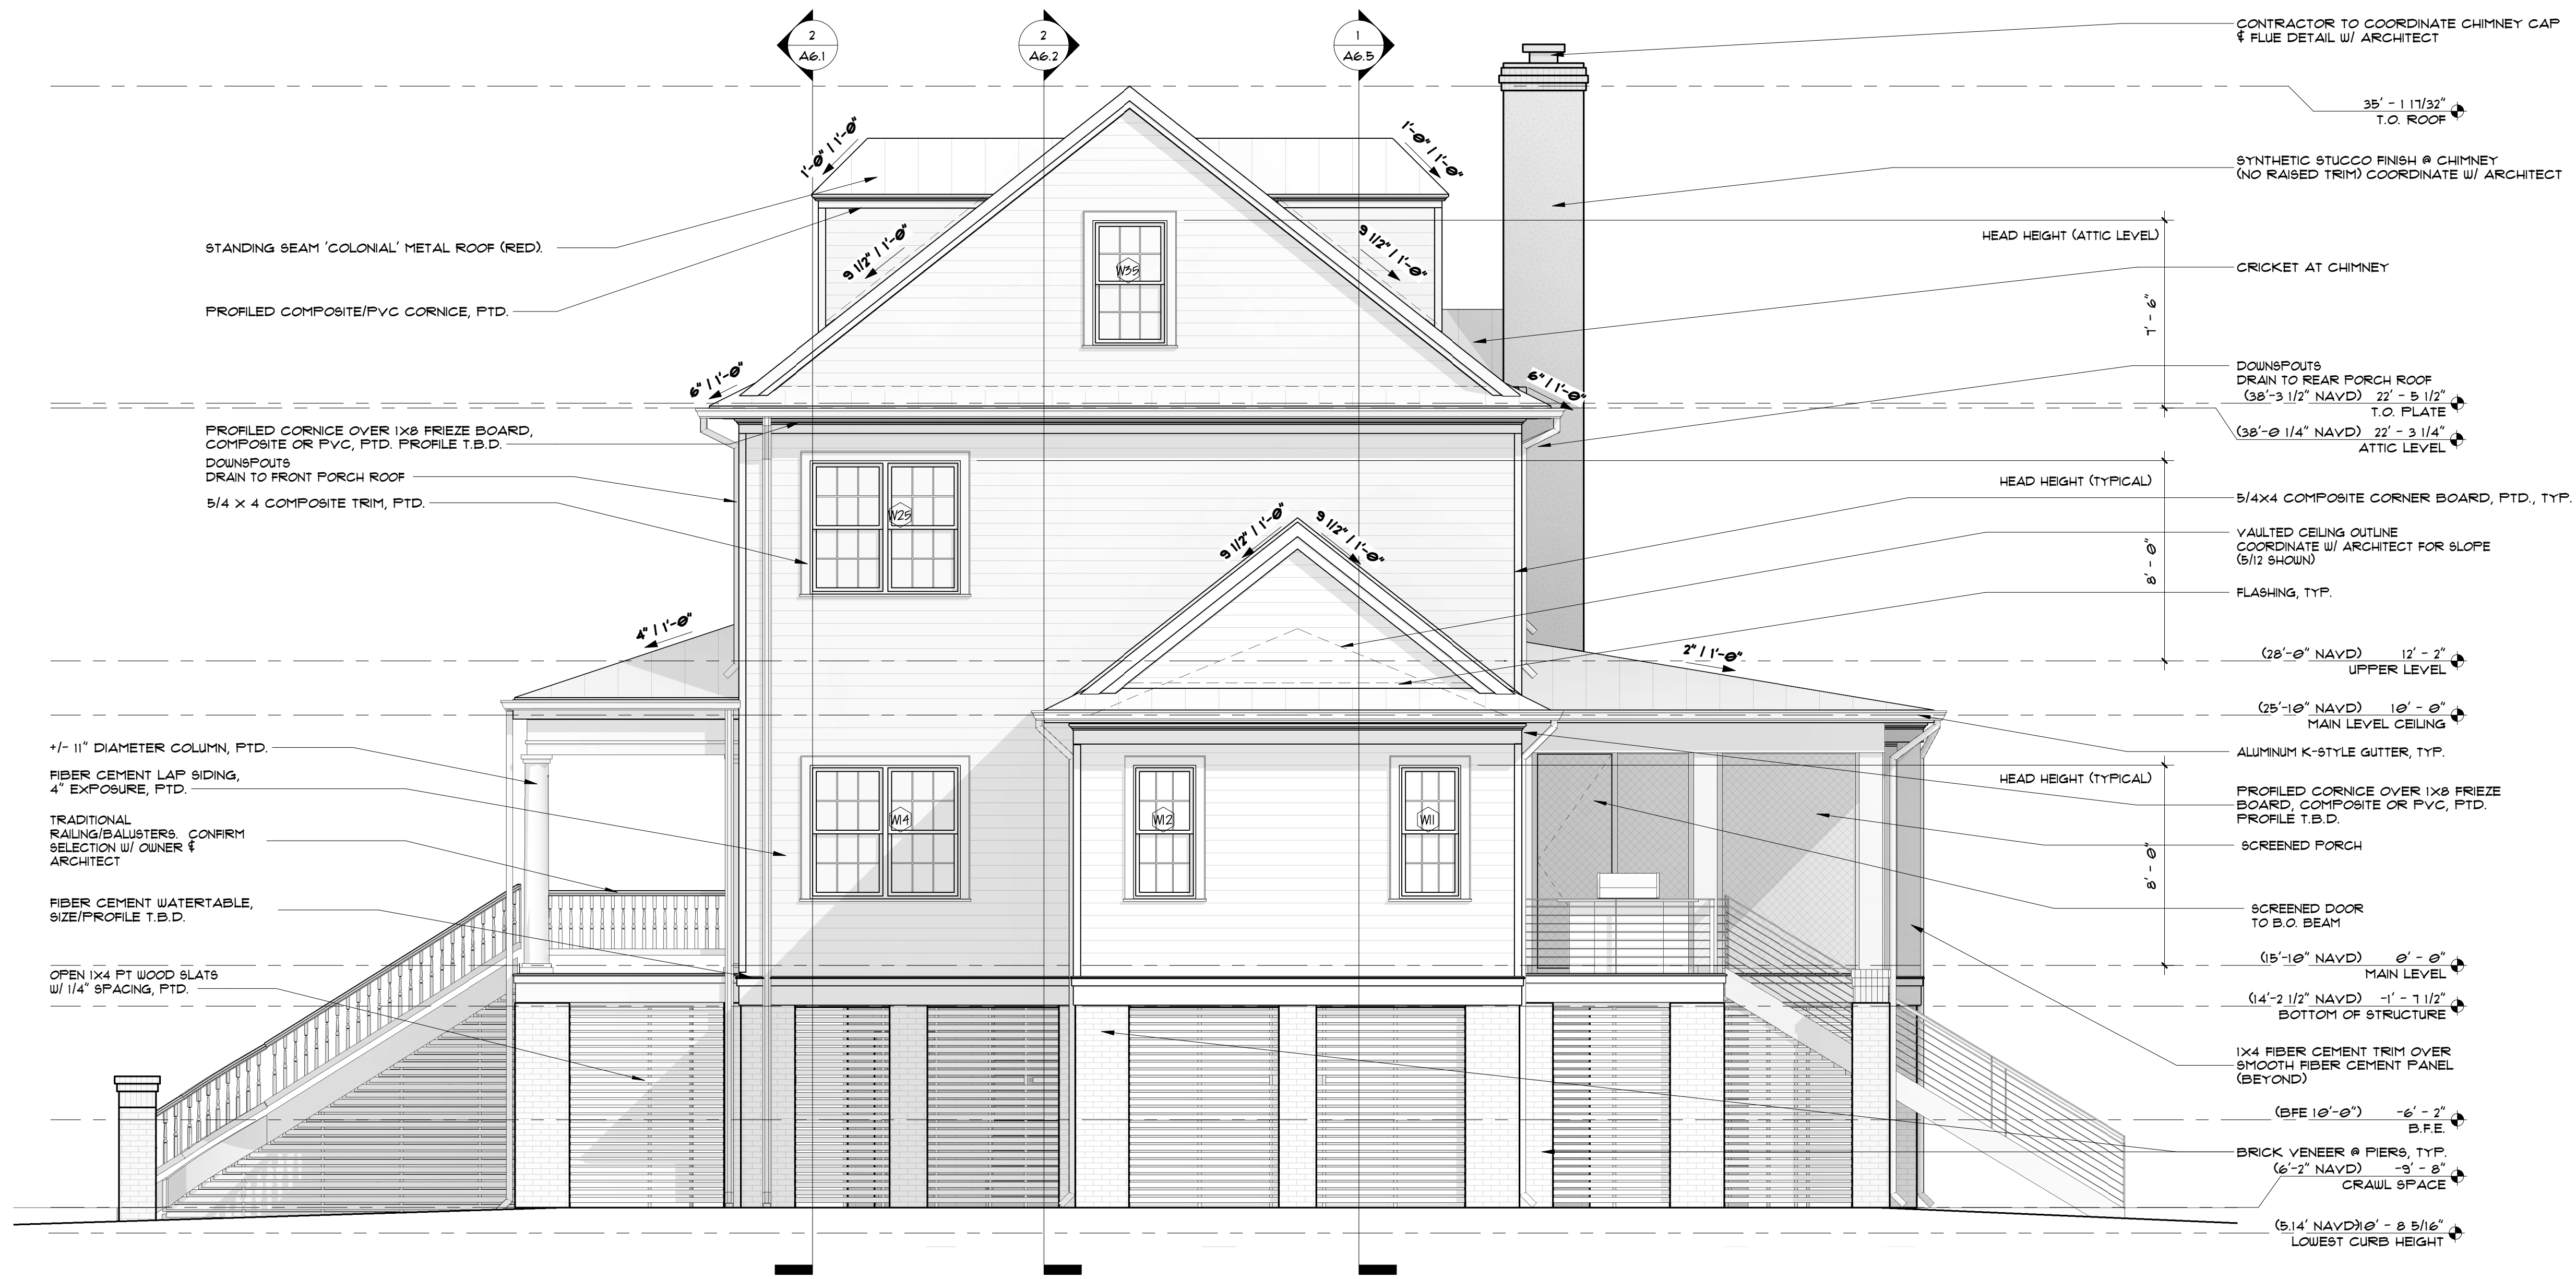 2
A6.1
2
A6.2
1
A6.5
CONTRACTOR TO COORDINATE CHIMNEY CAP
& FLUE DETAIL W/ ARCHITECT
35' - 1 17/32"
T.O. ROOF
1'-0" / 1'-0"
1'-0" / 1'-0"
SYNTHETIC STUCCO FINISH @ CHIMNEY
(NO RAISED TRIM) COORDINATE W/ ARCHITECT
STANDING SEAM 'COLONIAL' METAL ROOF (RED).
9 1/2" / 1'-0"
9 1/2" / 1'-0"
HEAD HEIGHT (ATTIC LEVEL)
W35
CRICKET AT CHIMNEY
PROFILED COMPOSITE/PVC CORNICE, PTD.
7' - 6"
6" / 1'-0"
6" / 1'-0"
DOWNSPOUTS
DRAIN TO REAR PORCH ROOF
(38'-3 1/2" NAVD) 22' - 5 1/2"
T.O. PLATE
(38'-0 1/4" NAVD) 22' - 3 1/4"
ATTIC LEVEL
PROFILED CORNICE OVER 1X8 FRIEZE BOARD,
COMPOSITE OR PVC, PTD. PROFILE T.B.D.
DOWNSPOUTS
DRAIN TO FRONT PORCH ROOF
5/4 X 4 COMPOSITE TRIM, PTD.
W25
HEAD HEIGHT (TYPICAL)
5/4X4 COMPOSITE CORNER BOARD, PTD., TYP.
9 1/2" / 1'-0"
9 1/2" / 1'-0"
VAULTED CEILING OUTLINE
COORDINATE W/ ARCHITECT FOR SLOPE
(5/12 SHOWN)
8' - 0"
FLASHING, TYP.
4" / 1'-0"
2" / 1'-0"
(28'-0" NAVD) 12' - 2"
UPPER LEVEL
(25'-10" NAVD) 10' - 0"
MAIN LEVEL CEILING
+/- 11" DIAMETER COLUMN, PTD.
ALUMINUM K-STYLE GUTTER, TYP.
FIBER CEMENT LAP SIDING,
4" EXPOSURE, PTD.
HEAD HEIGHT (TYPICAL)
PROFILED CORNICE OVER 1X8 FRIEZE
BOARD, COMPOSITE OR PVC, PTD.
PROFILE T.B.D.
W14
W12
W11
TRADITIONAL
RAILING/BALUSTERS. CONFIRM
SELECTION W/ OWNER &
ARCHITECT
SCREENED PORCH
8' - 0"
FIBER CEMENT WATERTABLE,
SIZE/PROFILE T.B.D.
SCREENED DOOR
TO B.O. BEAM
(15'-10" NAVD) 0' - 0"
MAIN LEVEL
OPEN 1X4 PT WOOD SLATS
W/ 1/4" SPACING, PTD.
(14'-2 1/2" NAVD) -1' - 7 1/2"
BOTTOM OF STRUCTURE
1X4 FIBER CEMENT TRIM OVER
SMOOTH FIBER CEMENT PANEL
(BEYOND)
(BFE 10'-0") -6' - 2"
B.F.E.
BRICK VENEER @ PIERS, TYP.
(6'-2" NAVD) -9' - 8"
CRAWL SPACE
(5.14' NAVD) 10' - 8 5/16"
LOWEST CURB HEIGHT